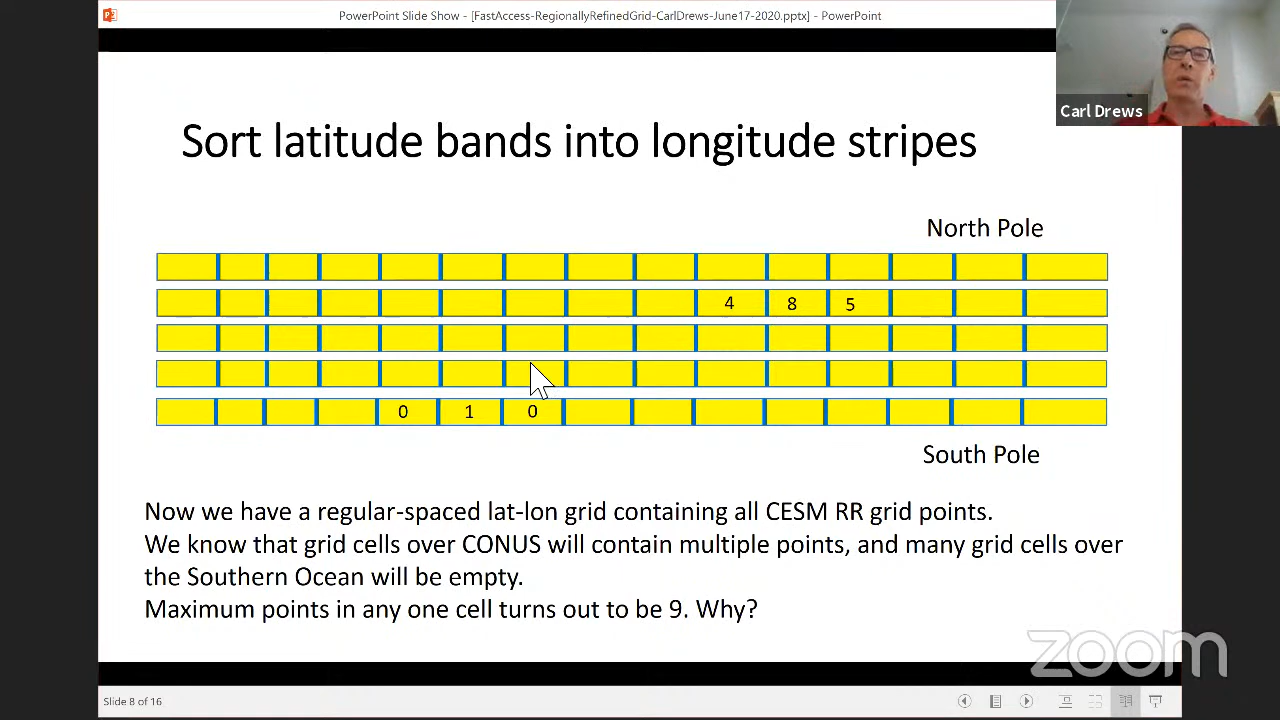 PowerPoint Slide Show - [FastAccess-RegionallyRefinedGrid-CarlDrews-June17-2020.pptx] - PowerPoint
Carl Drews
Sort latitude bands into longitude stripes
North Pole
4 8 5
0 1 0
South Pole
Now we have a regular-spaced lat-lon grid containing all CESM RR grid points.
We know that grid cells over CONUS will contain multiple points, and many grid cells over
the Southern Ocean will be empty.
Maximum points in any one cell turns out to be 9. Why?
zoom
Slide 8 of 16